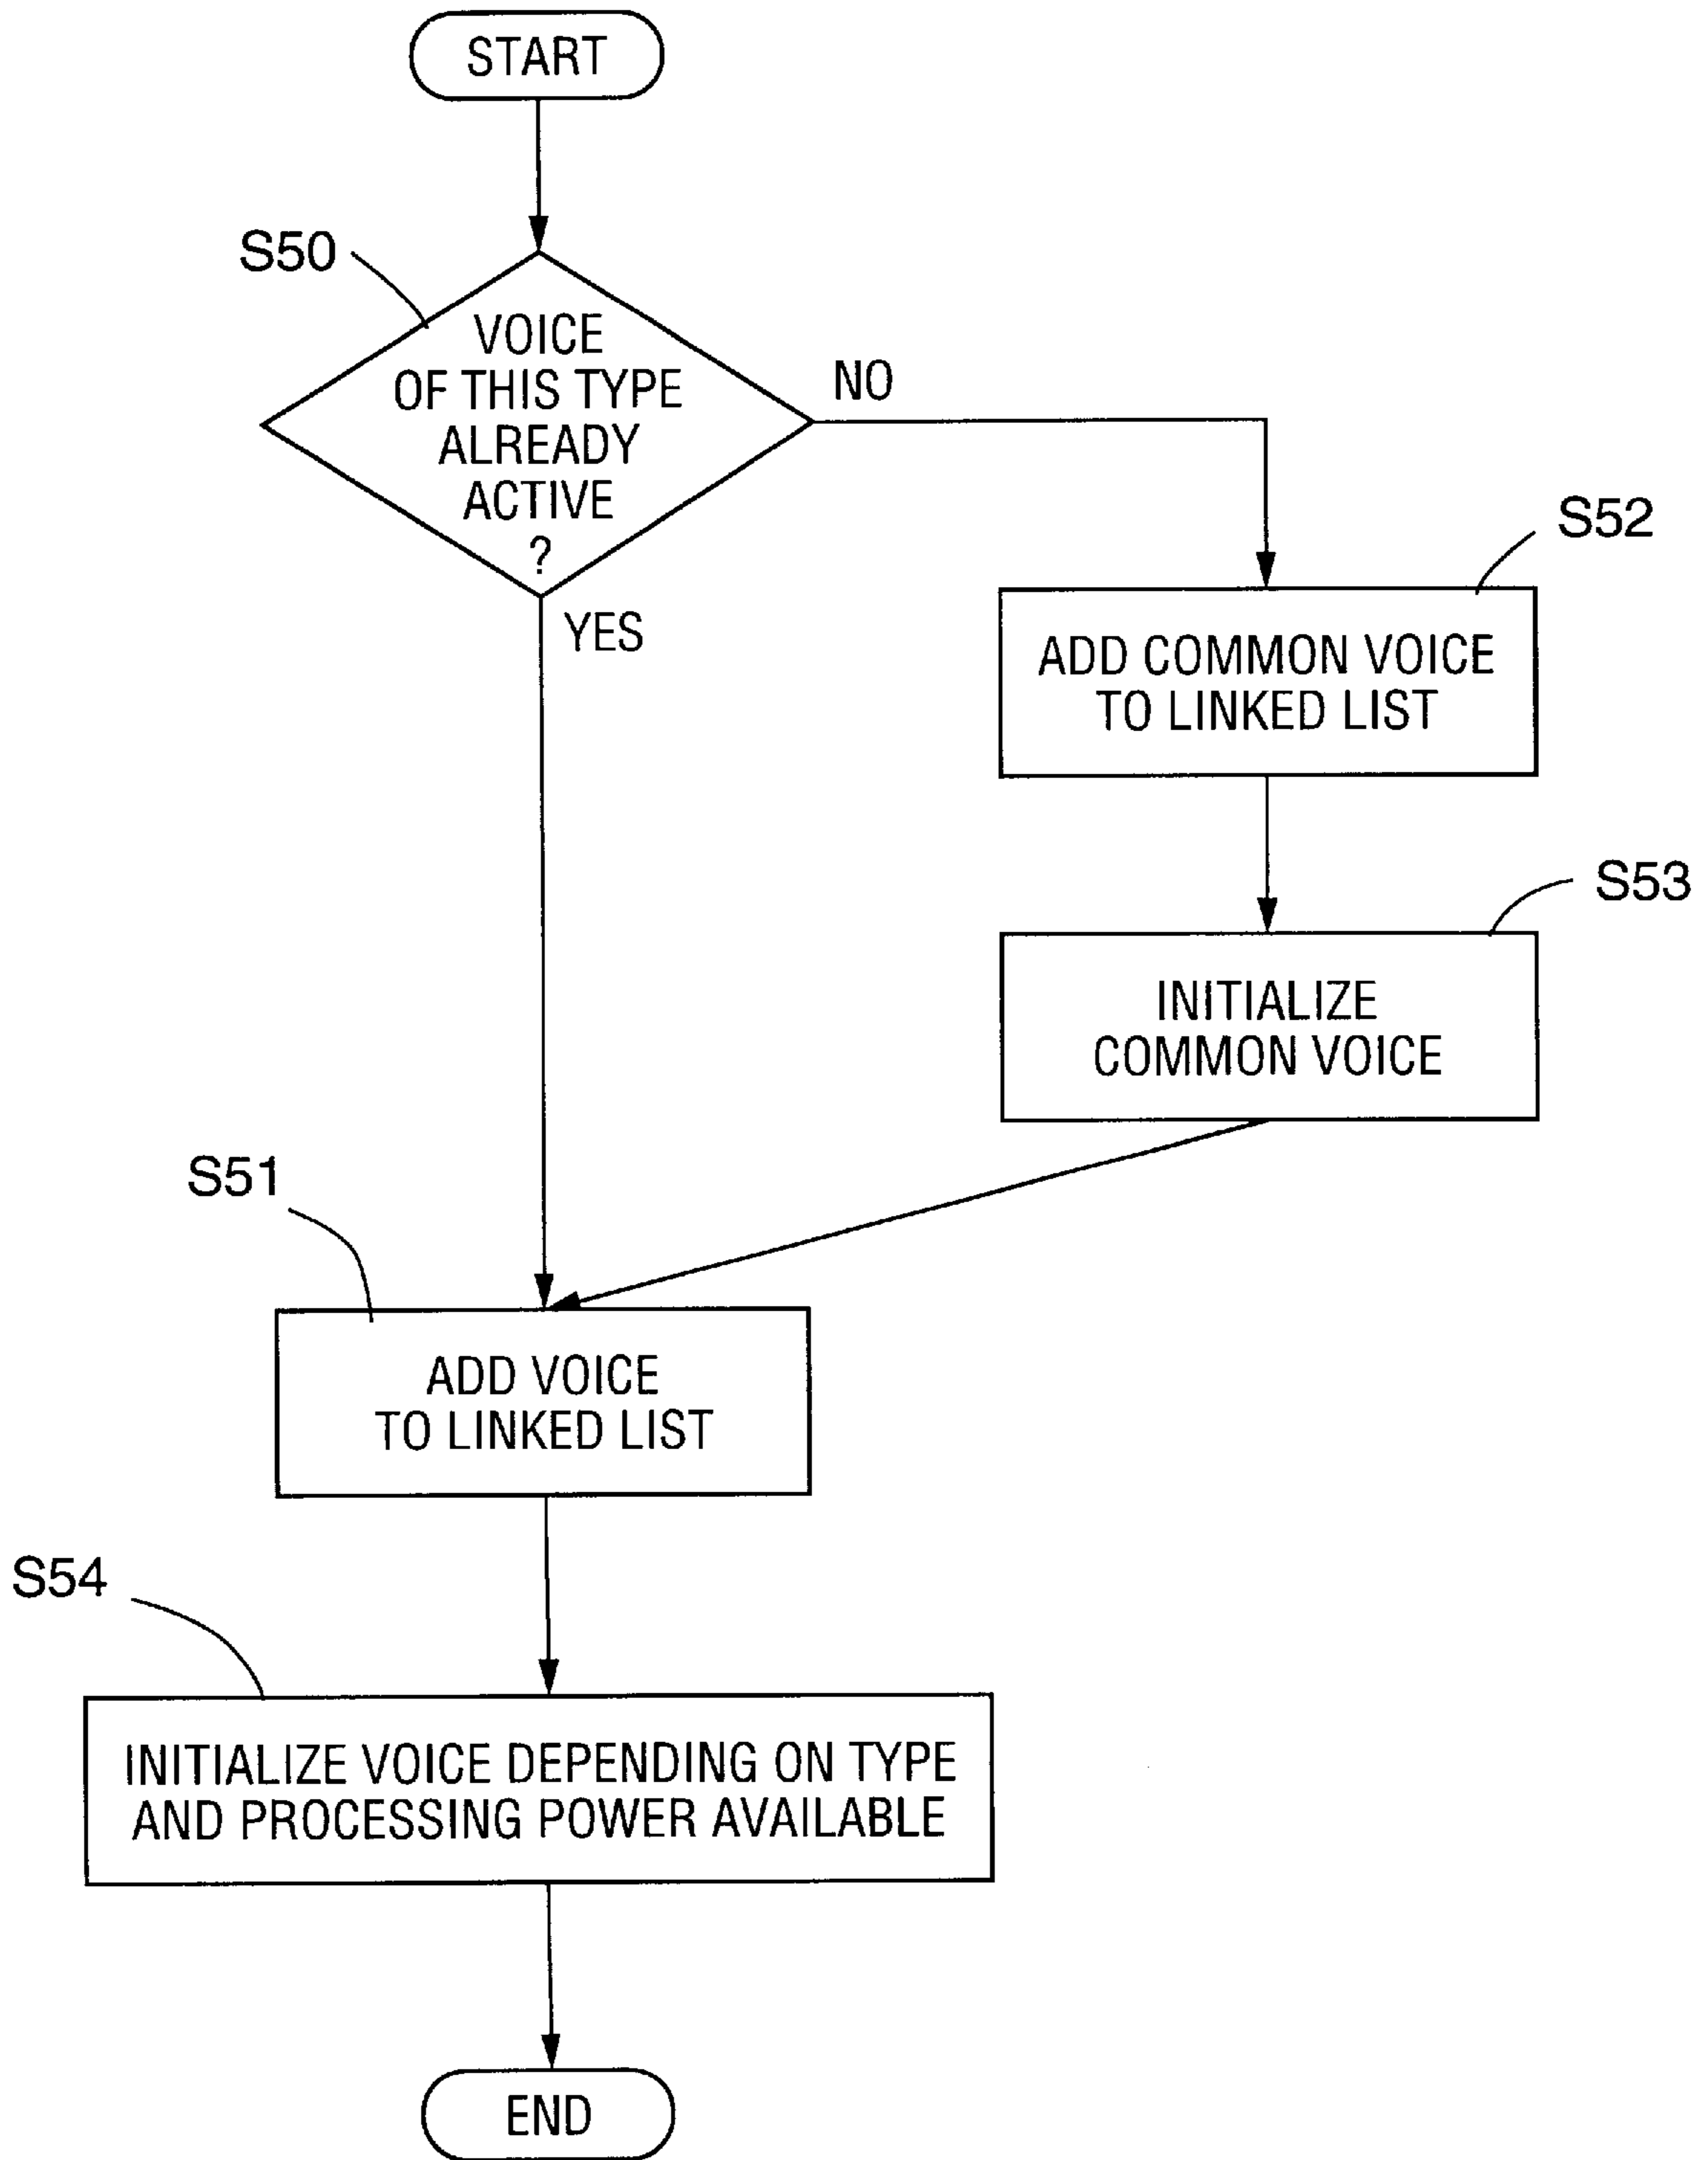 START
S50
VOICE
OF THIS TYPE
ALREADY
ACTIVE
?
NO
YES
S52
ADD COMMON VOICE
TO LINKED LIST
S53
INITIALIZE
COMMON VOICE
S51
ADD VOICE
TO LINKED LIST
S54
INITIALIZE VOICE DEPENDING ON TYPE
AND PROCESSING POWER AVAILABLE
END